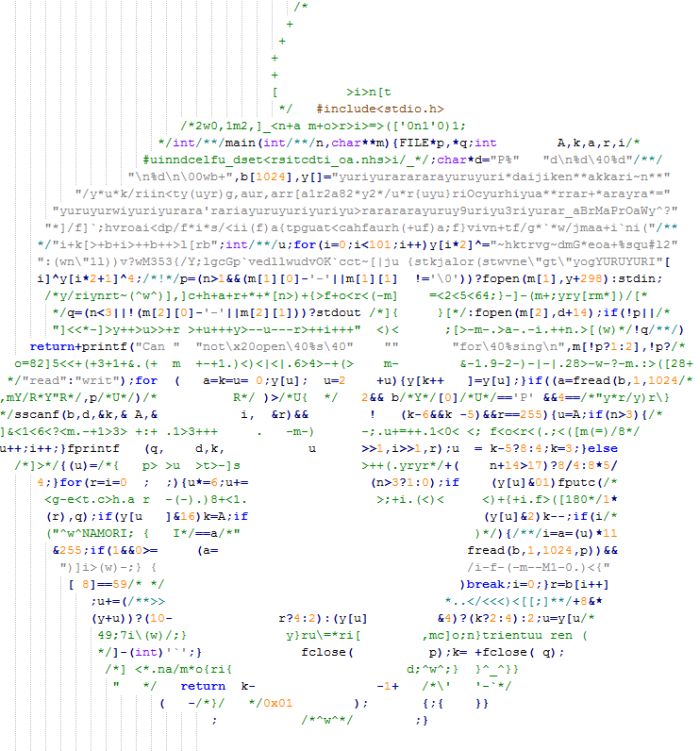 /*
+
+
+
+
[ >i>n[t
*/ #include<stdio.h>
/*2w0,1m2,]_<n+a m+o>r>i>=>(['0n1'0)1;
*/int/**/main(int/**/n,char**m){FILE*p,*q;int A,k,a,r,i/*
#uinndcelfu_dset<rsitcdti_oa.nhs>i/_*/;char*d="P%" "d\n%d\40%d"/**/
"\n%d\n\00wb+",b[1024],y[]="yuriyurarararayuruyuri*daijiken**akkari~n**"
"/y*u*k/riin<ty(uyr)g,aur,arr[a1r2a82*y2*/u*r{uyu}riOcyurhiyua**rrar+*arayra*="
"yuruyurwiyuriyurara'rariayuruyuriyuriyu>rarararayuruy9uriyu3riyurar_aBrMaPrOaWy^?"
"*]/f]`;hvroai<dp/f*i*s/<ii(f)a{tpguat<cahfaurh(+uf)a;f}vivn+tf/g*`*w/jmaa+i`ni("/**
*/"i+k[>+b+i>++b++>l[rb";int/**/u;for(i=0;i<101;i++)y[i*2]^="~hktrvg~dmG*eoa+%squ#l2"
":(wn\"1l))v?wM353{/Y;lgcGp`vedllwudvOK`cct~[|ju {stkjalor(stwvne\"gt\"yogYURUYURI"[
i]^y[i*2+1]^4;/*!*/p=(n>1&&(m[1][0]-'-'||m[1][1] !='\0'))?fopen(m[1],y+298):stdin;
/*y/riynrt~(^w^)],]c+h+a+r+*+*[n>)+{>f+o<r<(-m] =<2<5<64;}-]-(m+;yry[rm*])/[*
*/q=(n<3||!(m[2][0]-'-'||m[2][1]))?stdout /*]{ }[*/:fopen(m[2],d+14);if(!p||/*
"]<<*-]>y++>u>>+r >+u+++y>--u---r>++i+++" <)< ;[>-m-.>a-.-i.++n.>[(w)*/!q/**/)
return+printf("Can " "not\x20open\40%s\40" "" "for\40%sing\n",m[!p?1:2],!p?/*
o=82]5<<+(+3+1+&.(+ m +-+1.)<)<|<|.6>4>-+(> m- &-1.9-2-)-|-|.28>-w-?-m.:>([28+
*/"read":"writ");for ( a=k=u= 0;y[u]; u=2 +u){y[k++ ]=y[u];}if((a=fread(b,1,1024/*
,mY/R*Y"R*/,p/*U*/)/* R*/ )>/*U{ */ 2&& b/*Y*/[0]/*U*/=='P' &&4==/*"y*r/y)r\}
*/sscanf(b,d,&k,& A,& i, &r)&& ! (k-6&&k -5)&&r==255){u=A;if(n>3){/*
]&<1<6<?<m.-+1>3> +:+ .1>3+++ . -m-) -;.u+=++.1<0< <; f<o<r<(.;<([m(=)/8*/
u++;i++;}fprintf (q, d,k, u >>1,i>>1,r);u = k-5?8:4;k=3;}else
/*]>*/{(u)=/*{ p> >u >t>-]s >++(.yryr*/+( n+14>17)?8/4:8*5/
4;}for(r=i=0 ; ;){u*=6;u+= (n>3?1:0);if (y[u]&01)fputc(/*
<g-e<t.c>h.a r -(-).)8+<1. >;+i.(<)< <)+{+i.f>([180*/1*
(r),q);if(y[u ]&16)k=A;if (y[u]&2)k--;if(i/*
("^w^NAMORI; { I*/==a/*" )*/){/**/i=a=(u)*11
&255;if(1&&0>= (a= fread(b,1,1024,p))&&
")]i>(w)-;} { /i-f-(-m--M1-0.)<{"
[ 8]==59/* */ )break;i=0;}r=b[i++]
;u+=(/**>> *..</<<<)<[[;]**/+8&*
(y+u))?(10- r?4:2):(y[u] &4)?(k?2:4):2;u=y[u/*
49;7i\(w)/;} y}ru\=*ri[ ,mc]o;n}trientuu ren (
*/]-(int)'`';} fclose( p);k= +fclose( q);
/*] <*.na/m*o{ri{ d;^w^;} }^_^}}
" */ return k- -1+ /*\' '-`*/
( -/*}/ */0x01 ); {;{ }}
; /*^w^*/ ;}